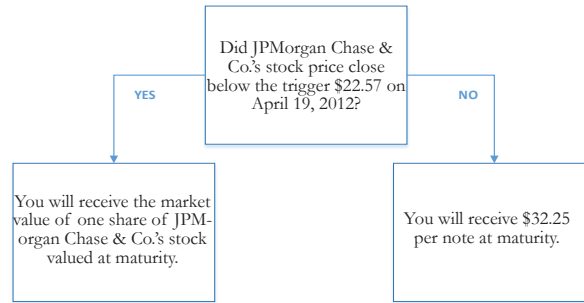 Did JPMorgan Chase &
Co.'s stock price close
below the trigger $22.57 on
April 19, 2012?
YES
NO
You will receive the market
value of one share of JPM-
organ Chase & Co.'s stock
valued at maturity.
You will receive $32.25
per note at maturity.